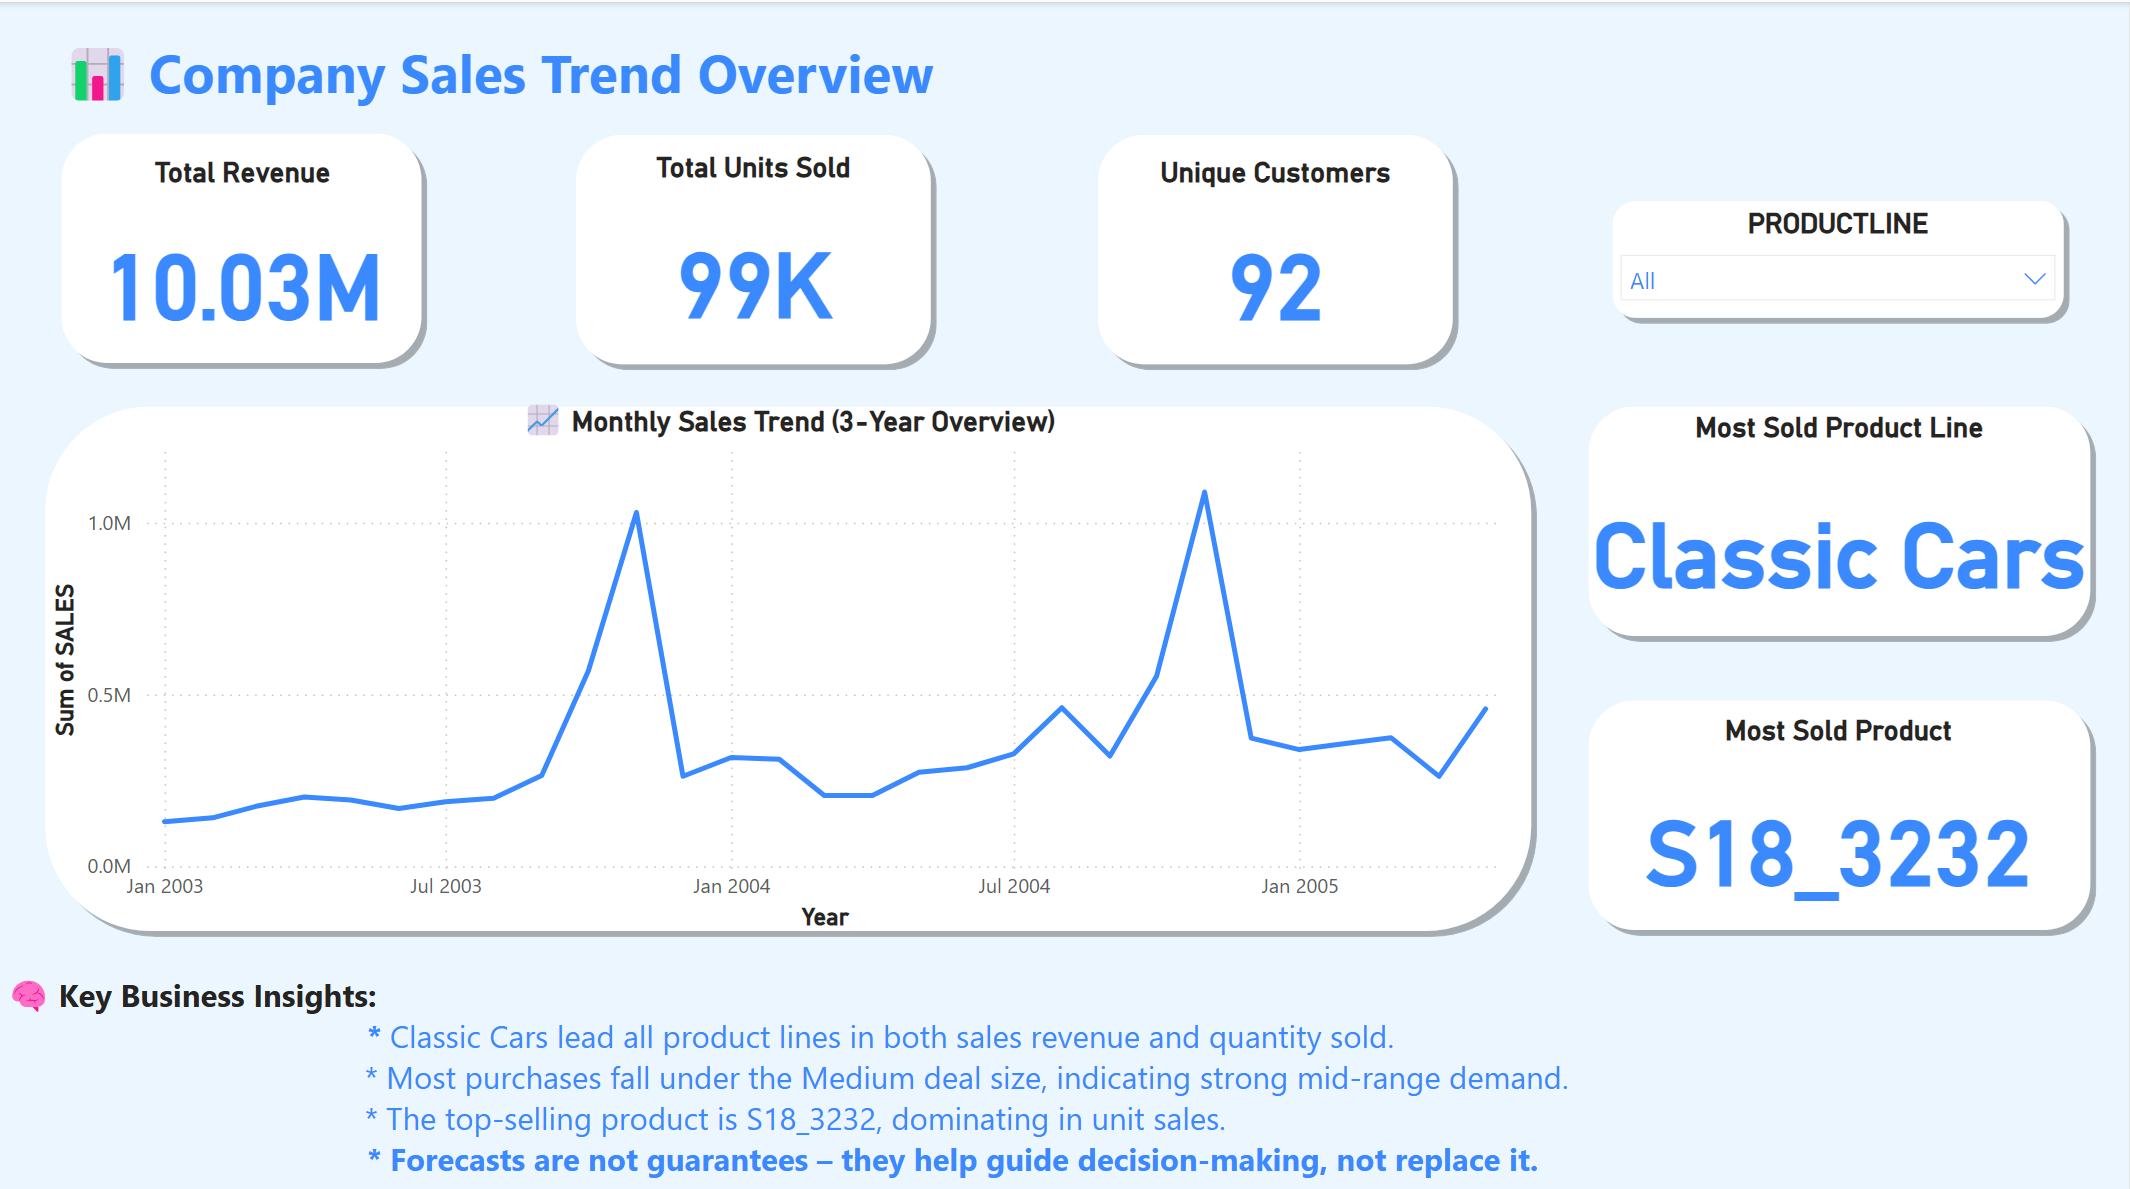 Company Sales Trend Overview
Total Revenue
10.03M
Total Units Sold
99K
Unique Customers
92
PRODUCTLINE
All
Monthly Sales Trend (3-Year Overview)
Sum of SALES
1.0M
0.5M
0.0M
Jan 2003 Jul 2003 Jan 2004 Jul 2004 Jan 2005
Year
Most Sold Product Line
Classic Cars
Most Sold Product
S18_3232
Key Business Insights:
* Classic Cars lead all product lines in both sales revenue and quantity sold.
* Most purchases fall under the Medium deal size, indicating strong mid-range demand.
* The top-selling product is S18_3232, dominating in unit sales.
* Forecasts are not guarantees – they help guide decision-making, not replace it.